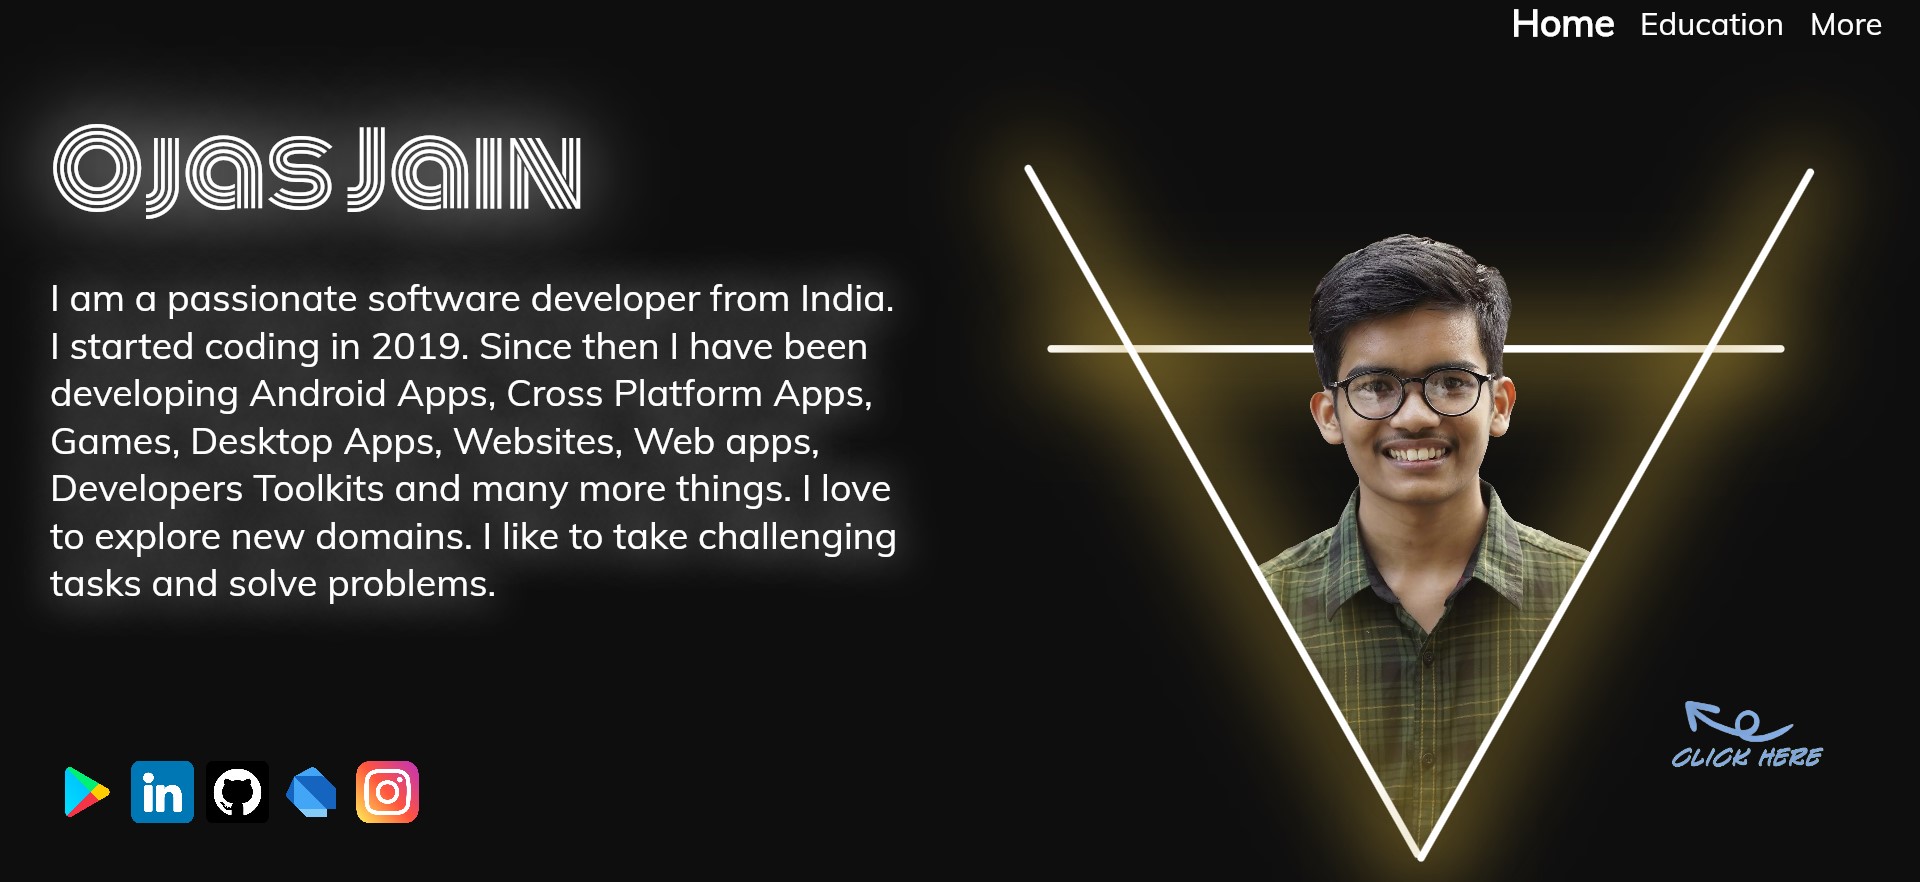 Home Education More
Ojas Jain
I am a passionate software developer from India.
I started coding in 2019. Since then I have been
developing Android Apps, Cross Platform Apps,
Games, Desktop Apps, Websites, Web apps,
Developers Toolkits and many more things. I love
to explore new domains. I like to take challenging
tasks and solve problems.
CLICK HERE
in